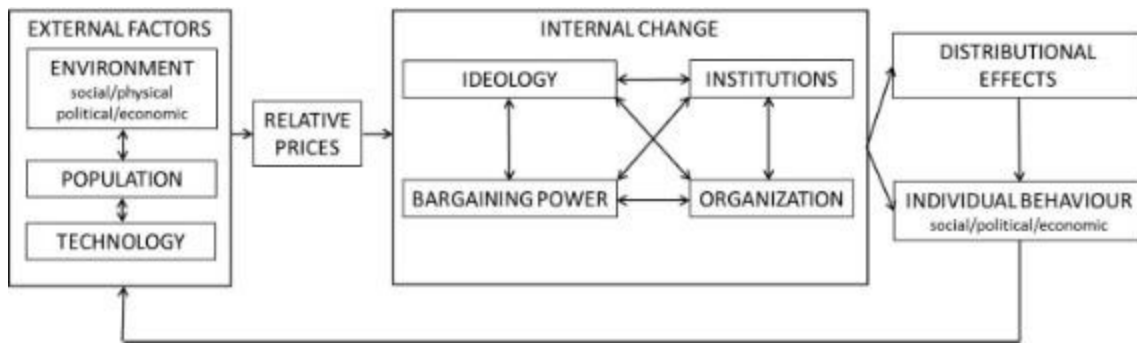 EXTERNAL FACTORS
ENVIRONMENT
social/physical
political/economic
POPULATION
TECHNOLOGY
RELATIVE
PRICES
INTERNAL CHANGE
IDEOLOGY
INSTITUTIONS
BARGAINING POWER
ORGANIZATION
DISTRIBUTIONAL
EFFECTS
INDIVIDUAL BEHAVIOUR
social/political/economic